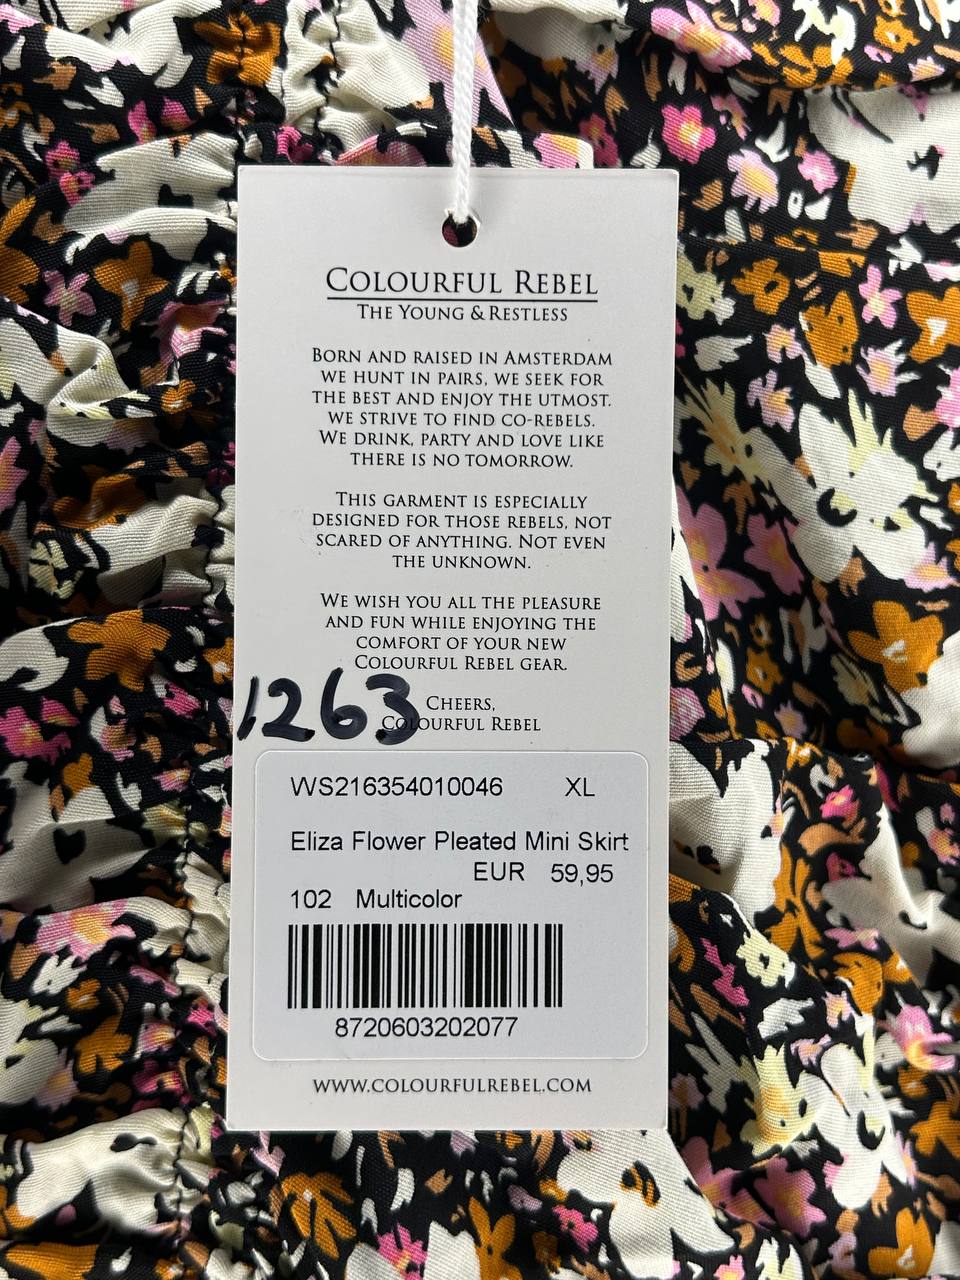 COLOURFUL REBEL
THE YOUNG & RESTLESS
BORN AND RAISED IN AMSTERDAM
WE HUNT IN PAIRS, WE SEEK FOR
THE BEST AND ENJOY THE UTMOST.
WE STRIVE TO FIND CO-REBELS.
WE DRINK, PARTY AND LOVE LIKE
THERE IS NO TOMORROW.
THIS GARMENT IS ESPECIALLY
DESIGNED FOR THOSE REBELS, NOT
SCARED OF ANYTHING. NOT EVEN
THE UNKNOWN.
WE WISH YOU ALL THE PLEASURE
AND FUN WHILE ENJOYING THE
COMFORT OF YOUR NEW
COLOURFUL REBEL GEAR.
1263
CHEERS,
COLOURFUL REBEL
WS216354010046 XL
Eliza Flower Pleated Mini Skirt
EUR 59,95
102 Multicolor
8720603202077
WWW.COLOURFULREBEL.COM